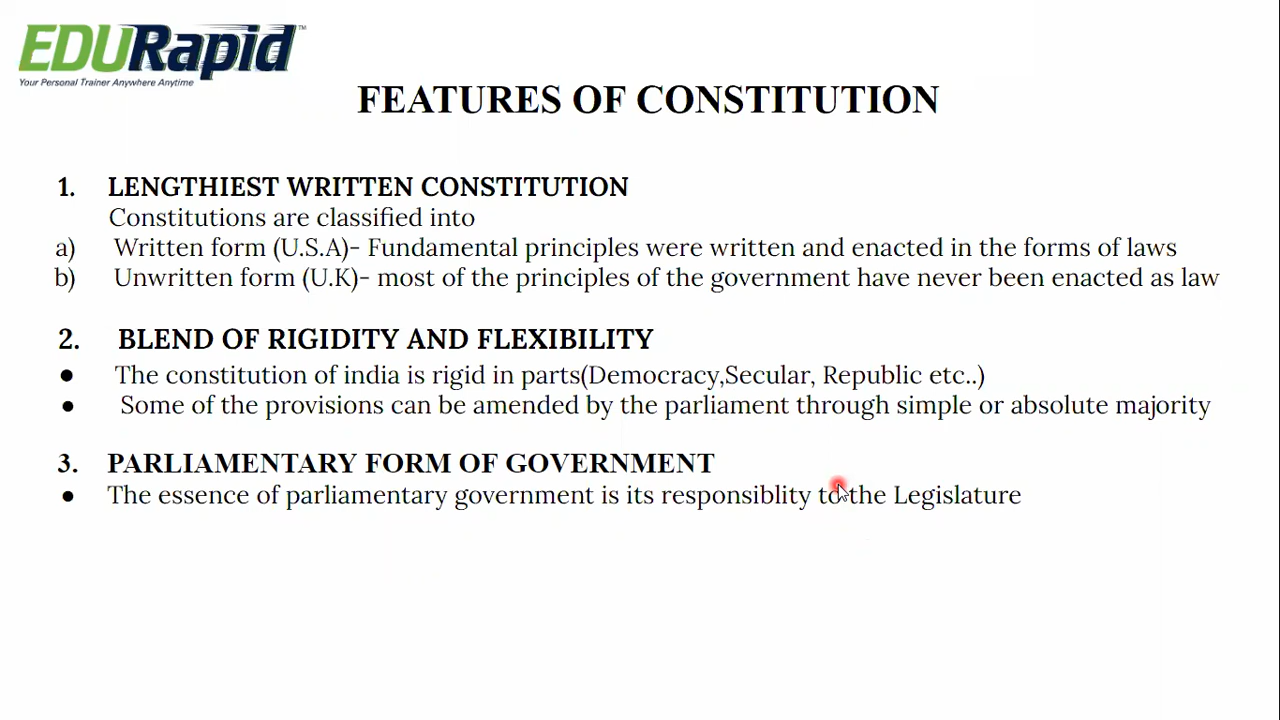 EDURapid™
Your Personal Trainer Anywhere Anytime
FEATURES OF CONSTITUTION
1. LENGTHIEST WRITTEN CONSTITUTION
Constitutions are classified into
a) Written form (U.S.A)- Fundamental principles were written and enacted in the forms of laws
b) Unwritten form (U.K)- most of the principles of the government have never been enacted as law
2. BLEND OF RIGIDITY AND FLEXIBILITY
● The constitution of india is rigid in parts(Democracy,Secular, Republic etc..)
● Some of the provisions can be amended by the parliament through simple or absolute majority
3. PARLIAMENTARY FORM OF GOVERNMENT
● The essence of parliamentary government is its responsiblity to the Legislature